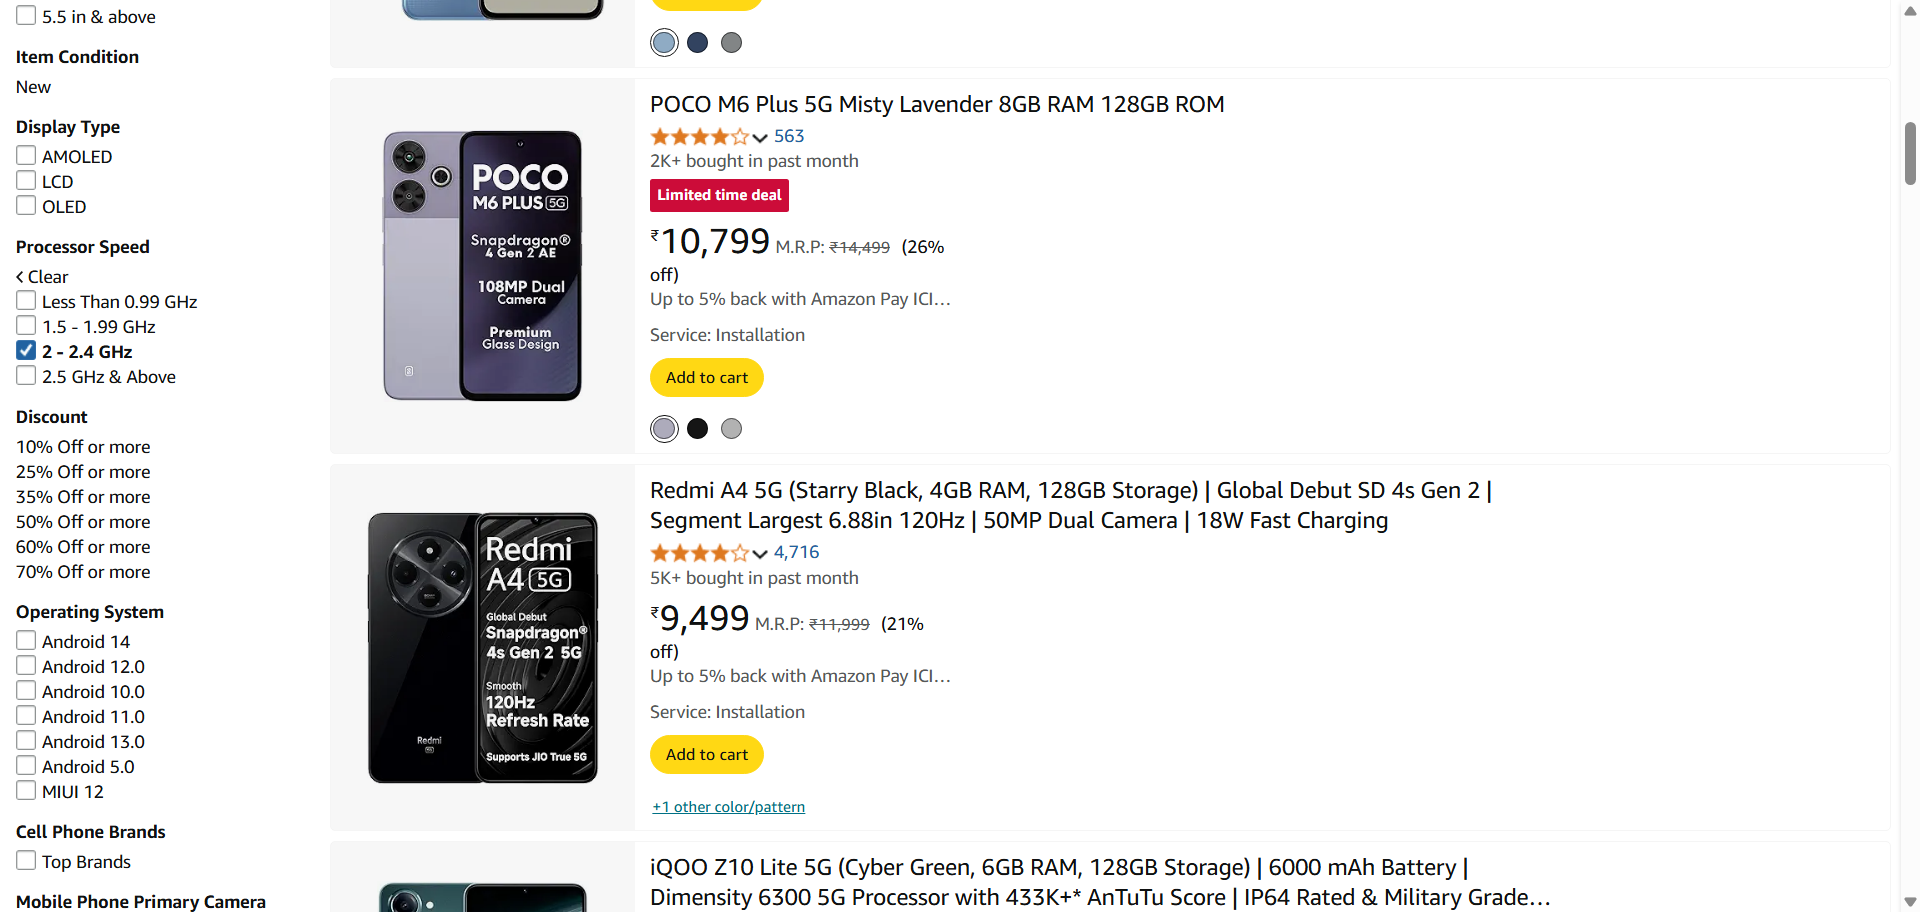 5.5 in & above
Item Condition
New
Display Type
AMOLED
LCD
OLED
Processor Speed
Clear
Less Than 0.99 GHz
1.5 - 1.99 GHz
2 - 2.4 GHz
2.5 GHz & Above
Discount
10% Off or more
25% Off or more
35% Off or more
50% Off or more
60% Off or more
70% Off or more
Operating System
Android 14
Android 12.0
Android 10.0
Android 11.0
Android 13.0
Android 5.0
MIUI 12
Cell Phone Brands
Top Brands
Mobile Phone Primary Camera
POCO
M6 PLUS 5G
Snapdragon®
4 Gen 2 AE
108MP Dual
Camera
Premium
Glass Design
POCO M6 Plus 5G Misty Lavender 8GB RAM 128GB ROM
563
2K+ bought in past month
Limited time deal
₹10,799 M.R.P: ₹14,499 (26%
off)
Up to 5% back with Amazon Pay ICI…
Service: Installation
Add to cart
Redmi
A4 5G
Global Debut
Snapdragon®
4s Gen 2 5G
Smooth
120Hz
Refresh Rate
Supports JIO True 5G
Redmi
5G
Redmi A4 5G (Starry Black, 4GB RAM, 128GB Storage) | Global Debut SD 4s Gen 2 |
Segment Largest 6.88in 120Hz | 50MP Dual Camera | 18W Fast Charging
4,716
5K+ bought in past month
₹9,499 M.R.P: ₹11,999 (21%
off)
Up to 5% back with Amazon Pay ICI…
Service: Installation
Add to cart
+1 other color/pattern
iQOO Z10 Lite 5G (Cyber Green, 6GB RAM, 128GB Storage) | 6000 mAh Battery |
Dimensity 6300 5G Processor with 433K+* AnTuTu Score | IP64 Rated & Military Grade…